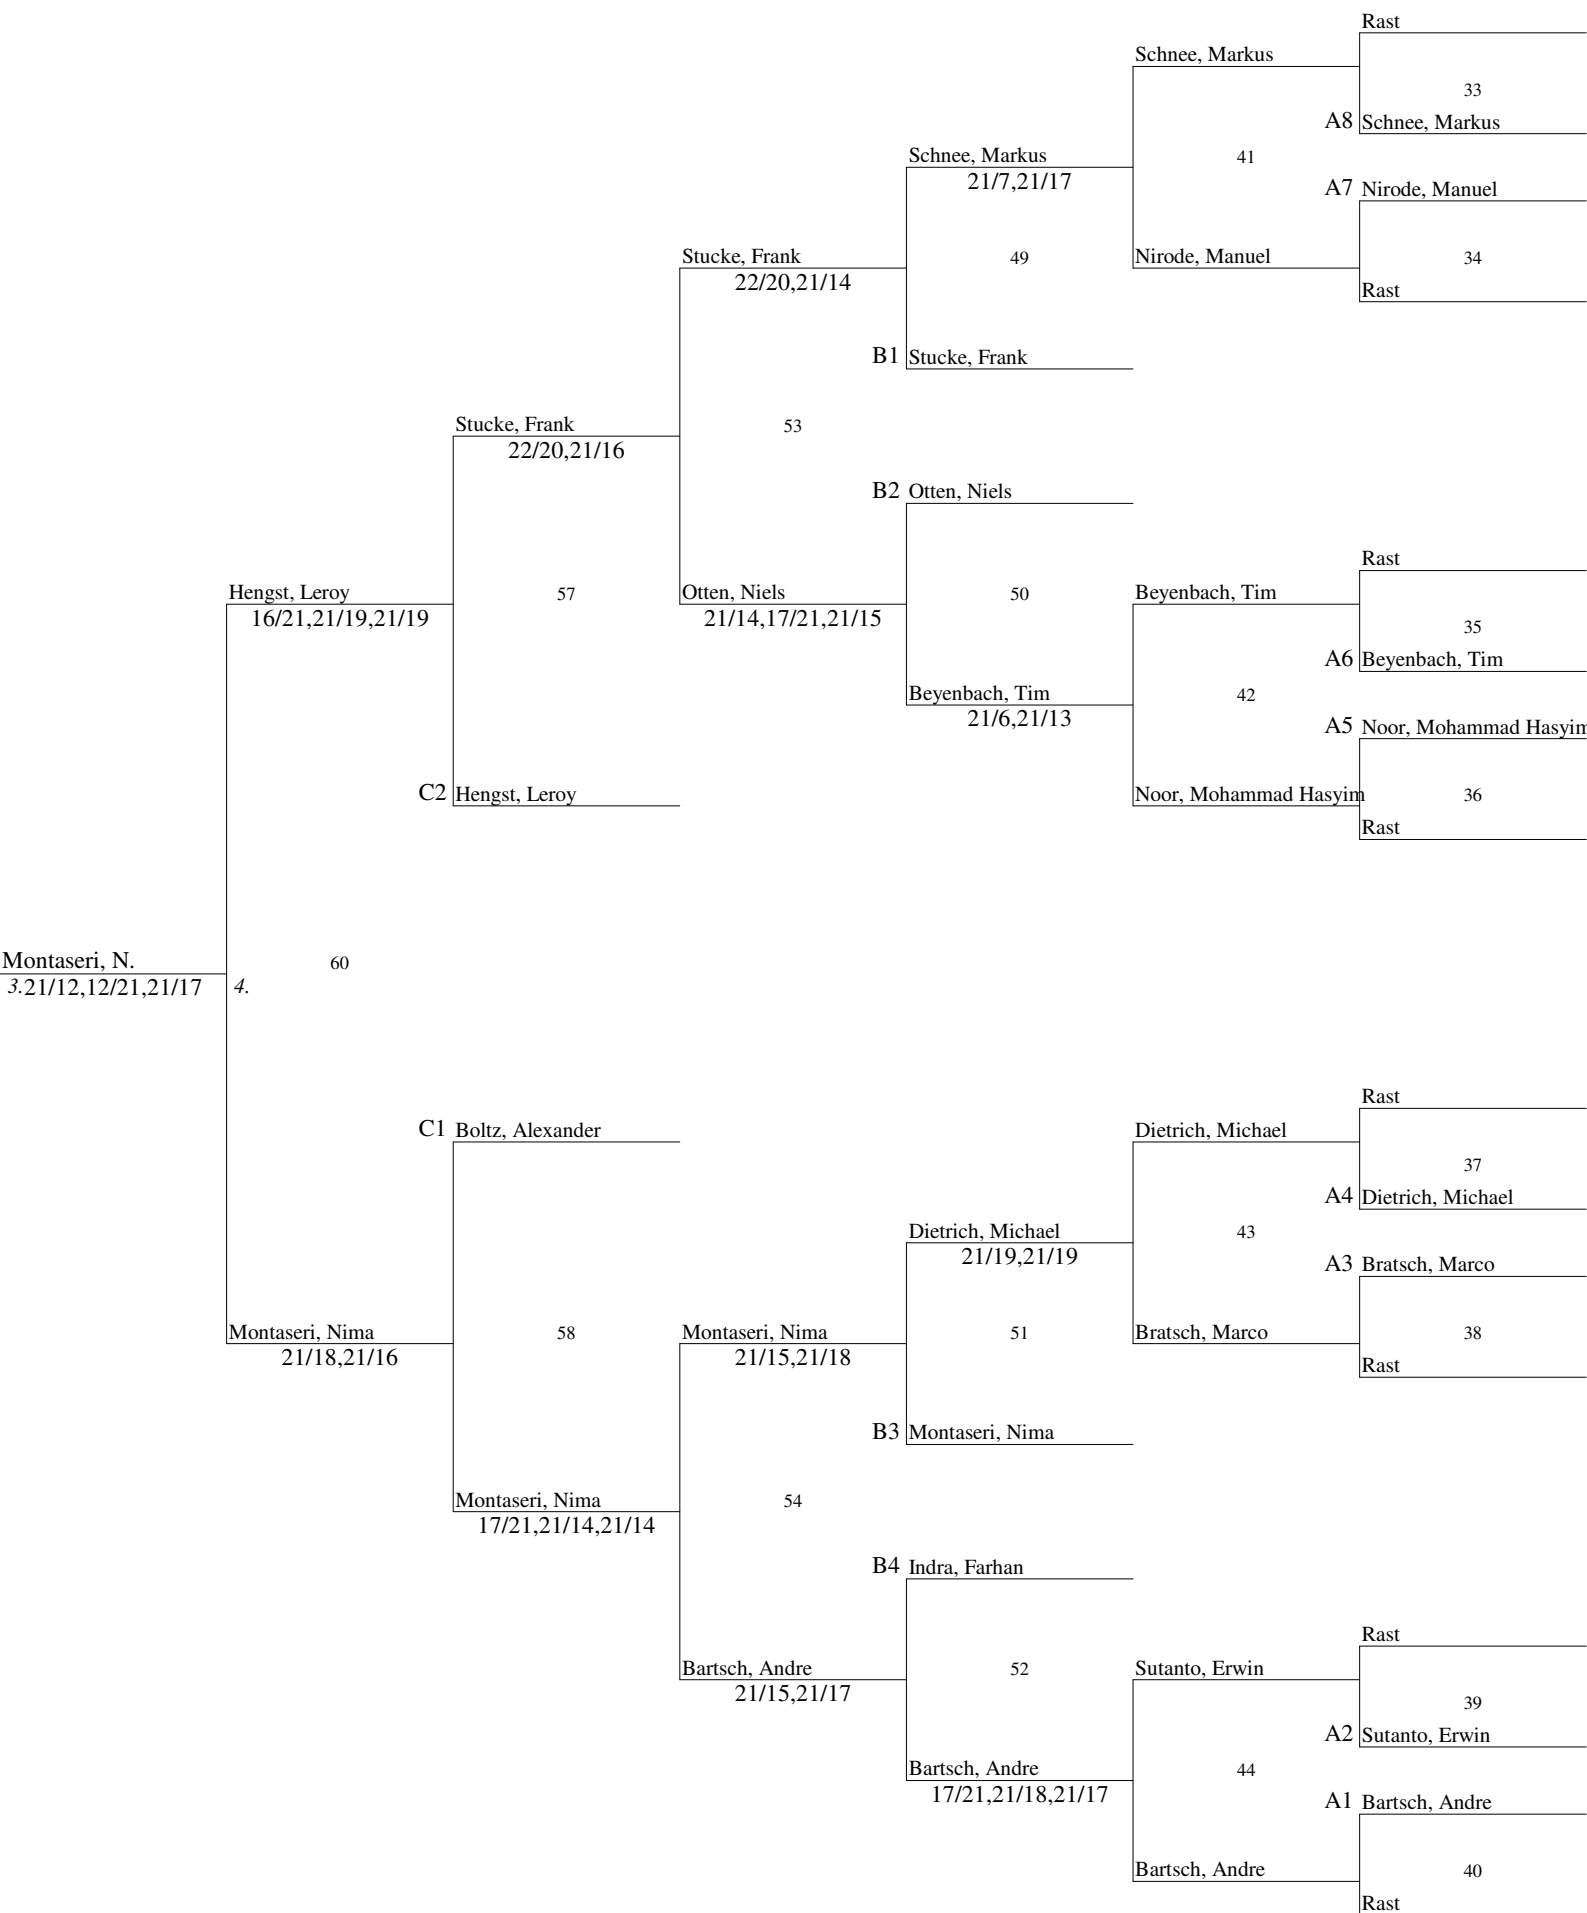 Rast
Schnee, Markus
33
A8 Schnee, Markus
Schnee, Markus
21/7,21/17
41
A7 Nirode, Manuel
Stucke, Frank
22/20,21/14
49
Nirode, Manuel
34
Rast
B1 Stucke, Frank
Stucke, Frank
22/20,21/16
53
B2 Otten, Niels
Rast
Hengst, Leroy
16/21,21/19,21/19
57
Otten, Niels
21/14,17/21,21/15
50
Beyenbach, Tim
35
A6 Beyenbach, Tim
Beyenbach, Tim
21/6,21/13
42
A5 Noor, Mohammad Hasyim
C2 Hengst, Leroy
Noor, Mohammad Hasyim
36
Rast
Montaseri, N.
3.21/12,12/21,21/17
4.
60
Rast
C1 Boltz, Alexander
Dietrich, Michael
37
A4 Dietrich, Michael
Dietrich, Michael
21/19,21/19
43
A3 Bratsch, Marco
Montaseri, Nima
21/18,21/16
58
Montaseri, Nima
21/15,21/18
51
Bratsch, Marco
38
Rast
B3 Montaseri, Nima
Montaseri, Nima
17/21,21/14,21/14
54
B4 Indra, Farhan
Rast
Bartsch, Andre
21/15,21/17
52
Sutanto, Erwin
39
A2 Sutanto, Erwin
Bartsch, Andre
17/21,21/18,21/17
44
A1 Bartsch, Andre
Bartsch, Andre
40
Rast